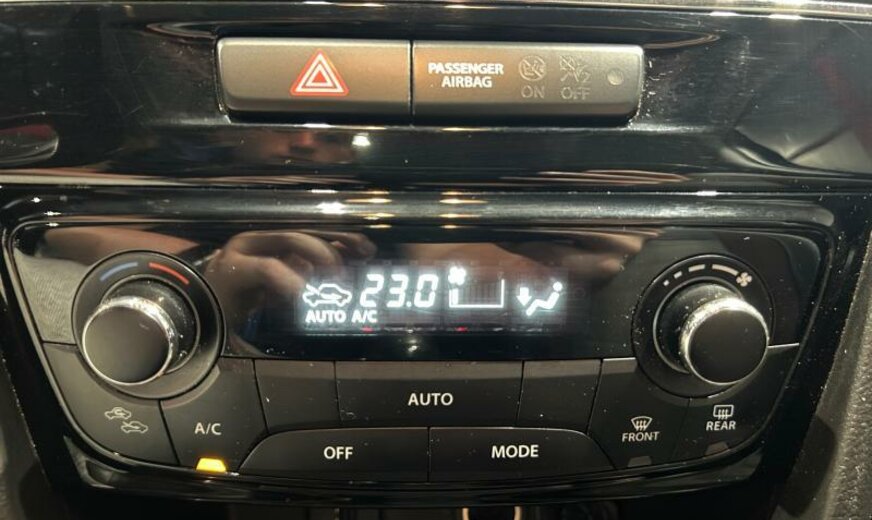 PASSENGER
AIRBAG
ON OFF
23.0
AUTO A/C
A/C
AUTO
OFF
MODE
FRONT
REAR